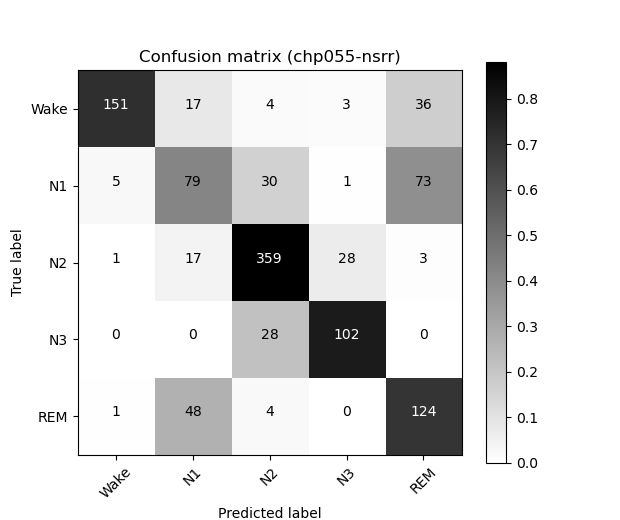 Confusion matrix (chp055-nsrr)
Wake 151 17 4 3 36
N1 5 79 30 1 73
N2 1 17 359 28 3
N3 0 0 28 102 0
REM 1 48 4 0 124
Wake N1 N2 N3 REM
Predicted label
True label
0.8
0.7
0.6
0.5
0.4
0.3
0.2
0.1
0.0